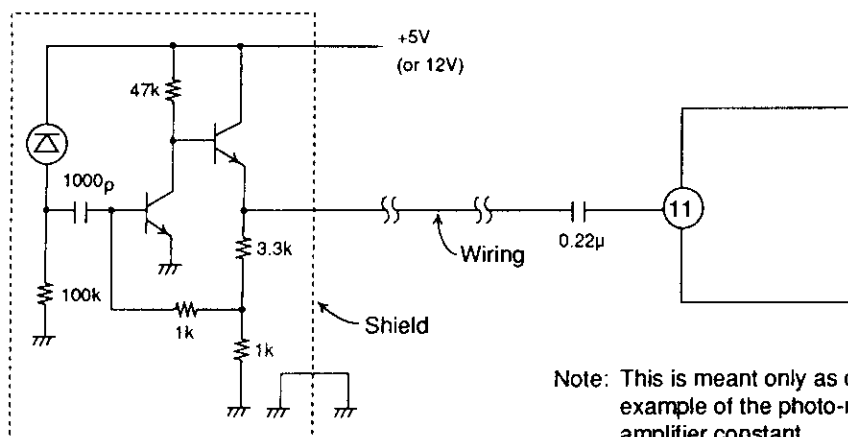 +5V
(or 12V)
47k
1000p
11
0.22μ
3.3k
Wiring
100k
1k
Shield
1k
Note: This is meant only as
example of the
amplifier constant